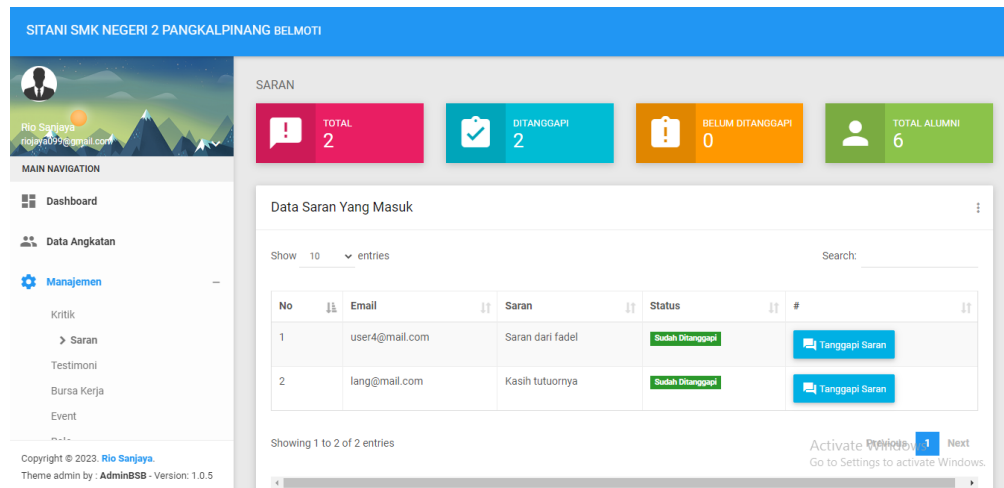 SITANI SMK NEGERI 2 PANGKALPINANG BELMOTI
Rio Sanjaya
riojaya099@gmail.com
MAIN NAVIGATION
Dashboard
Data Angkatan
Manajemen
Kritik
Saran
Testimoni
Bursa Kerja
Event
Copyright © 2023. Rio Sanjaya.
Theme admin by : AdminBSB - Version: 1.0.5
SARAN
TOTAL
2
DITANGGAPI
2
BELUM DITANGGAPI
0
TOTAL ALUMNI
6
Data Saran Yang Masuk
Show 10 entries
Search:
No Email Saran Status #
1 user4@mail.com Saran dari fadel Sudah Ditanggapi Tanggapi Saran
2 lang@mail.com Kasih tutuornya Sudah Ditanggapi Tanggapi Saran
Showing 1 to 2 of 2 entries
Previous 1 Next
Activate Windows
Go to Settings to activate Windows.